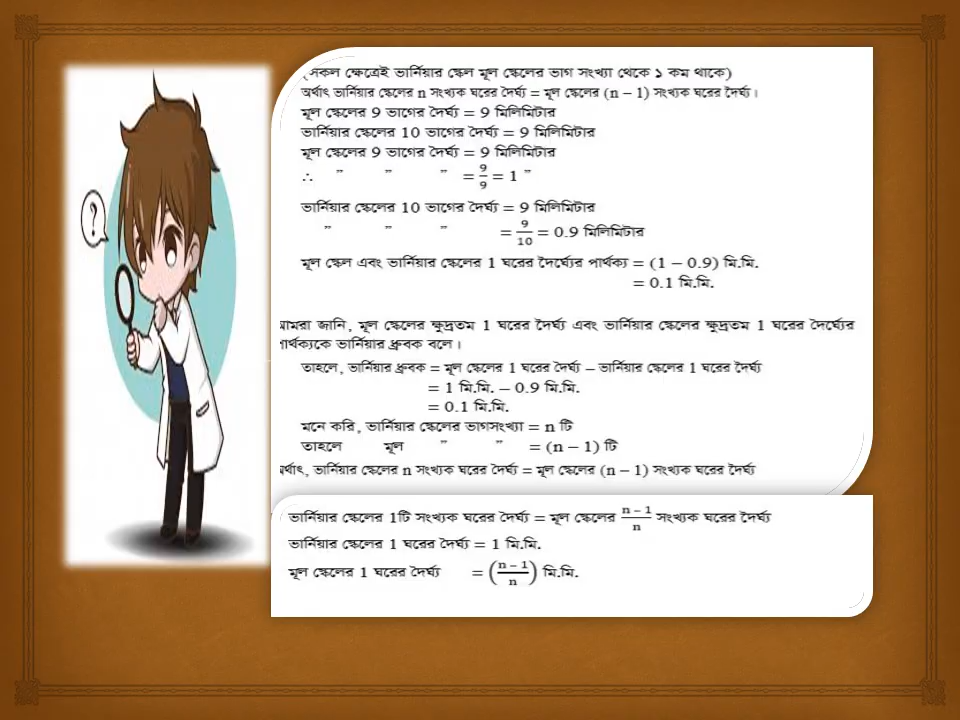 (সকল ক্ষেত্রেই ভার্নিয়ার স্কেল মূল স্কেলের ভাগ সংখ্যা থেকে ১ কম থাকে)
অর্থাৎ ভার্নিয়ার স্কেলের n সংখ্যক ঘরের দৈর্ঘ্য = মূল স্কেলের (n − 1) সংখ্যক ঘরের দৈর্ঘ্য।
মূল স্কেলের 9 ভাগের দৈর্ঘ্য = 9 মিলিমিটার
ভার্নিয়ার স্কেলের 10 ভাগের দৈর্ঘ্য = 9 মিলিমিটার
মূল স্কেলের 9 ভাগের দৈর্ঘ্য = 9 মিলিমিটার
∴ " " " = 9/9 = 1 "
ভার্নিয়ার স্কেলের 10 ভাগের দৈর্ঘ্য = 9 মিলিমিটার
" " " = 9/10 = 0.9 মিলিমিটার
মূল স্কেল এবং ভার্নিয়ার স্কেলের 1 ঘরের দৈর্ঘ্যের পার্থক্য = (1 − 0.9) মি.মি.
= 0.1 মি.মি.
আমরা জানি, মূল স্কেলের ক্ষুদ্রতম 1 ঘরের দৈর্ঘ্য এবং ভার্নিয়ার স্কেলের ক্ষুদ্রতম 1 ঘরের দৈর্ঘ্যের
পার্থক্যকে ভার্নিয়ার ধ্রুবক বলে।
তাহলে, ভার্নিয়ার ধ্রুবক = মূল স্কেলের 1 ঘরের দৈর্ঘ্য − ভার্নিয়ার স্কেলের 1 ঘরের দৈর্ঘ্য
= 1 মি.মি. − 0.9 মি.মি.
= 0.1 মি.মি.
মনে করি, ভার্নিয়ার স্কেলের ভাগসংখ্যা = n টি
তাহলে মূল " " = (n − 1) টি
অর্থাৎ, ভার্নিয়ার স্কেলের n সংখ্যক ঘরের দৈর্ঘ্য = মূল স্কেলের (n − 1) সংখ্যক ঘরের দৈর্ঘ্য
ভার্নিয়ার স্কেলের 1টি সংখ্যক ঘরের দৈর্ঘ্য = মূল স্কেলের (n − 1)/n সংখ্যক ঘরের দৈর্ঘ্য
ভার্নিয়ার স্কেলের 1 ঘরের দৈর্ঘ্য = 1 মি.মি.
মূল স্কেলের 1 ঘরের দৈর্ঘ্য = ((n − 1)/n) মি.মি.
?